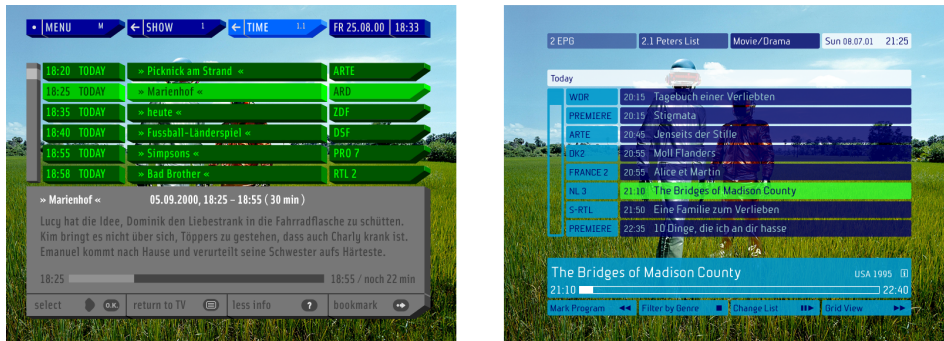 • MENU M ← SHOW 1 ← TIME 1.1 FR 25.08.00 18:33
18:20 TODAY » Picknick am Strand « ARTE
18:25 TODAY » Marienhof « ARD
18:35 TODAY » heute « ZDF
18:40 TODAY » Fussball-Länderspiel « DSF
18:55 TODAY » Simpsons « PRO 7
18:58 TODAY » Bad Brother « RTL 2
» Marienhof « 05.09.2000, 18:25 – 18:55 ( 30 min )
Lucy hat die Idee, Dominik den Liebestrank in die Fahrradflasche zu schütten.
Kim bringt es nicht über sich, Töppers zu gestehen, dass auch Charly krank ist.
Emanuel kommt nach Hause und verurteilt seine Schwester aufs Härteste.
18:25 18:55 / noch 22 min
select O.K. return to TV less info ? bookmark
2 EPG 2.1 Peters List Movie/Drama Sun 08.07.01 21:25
Today
WDR 20:15 Tagebuch einer Verliebten
PREMIERE 20:15 Stigmata
ARTE 20:45 Jenseits der Stille
DK2 20:55 Moll Flanders
FRANCE 2 20:55 Alice et Martin
NL 3 21:10 The Bridges of Madison County
S-RTL 21:50 Eine Familie zum Verlieben
PREMIERE 22:35 10 Dinge, die ich an dir hasse
The Bridges of Madison County USA 1995 i
21:10 22:40
Mark Program Filter by Genre Change List Grid View